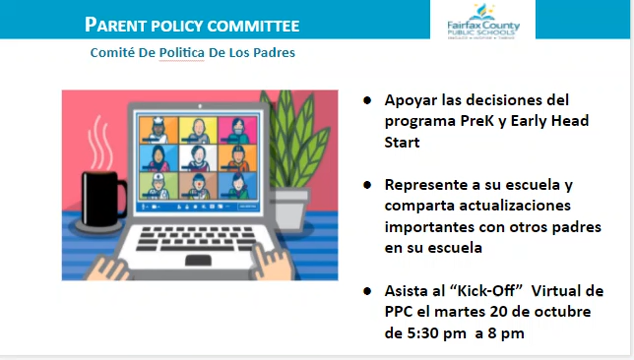 PARENT POLICY COMMITTEE
Comité De Politica De Los Padres
Fairfax County
PUBLIC SCHOOLS
● Apoyar las decisiones del
programa PreK y Early Head
Start
● Represente a su escuela y
comparta actualizaciones
importantes con otros padres
en su escuela
● Asista al “Kick-Off” Virtual de
PPC el martes 20 de octubre
de 5:30 pm a 8 pm